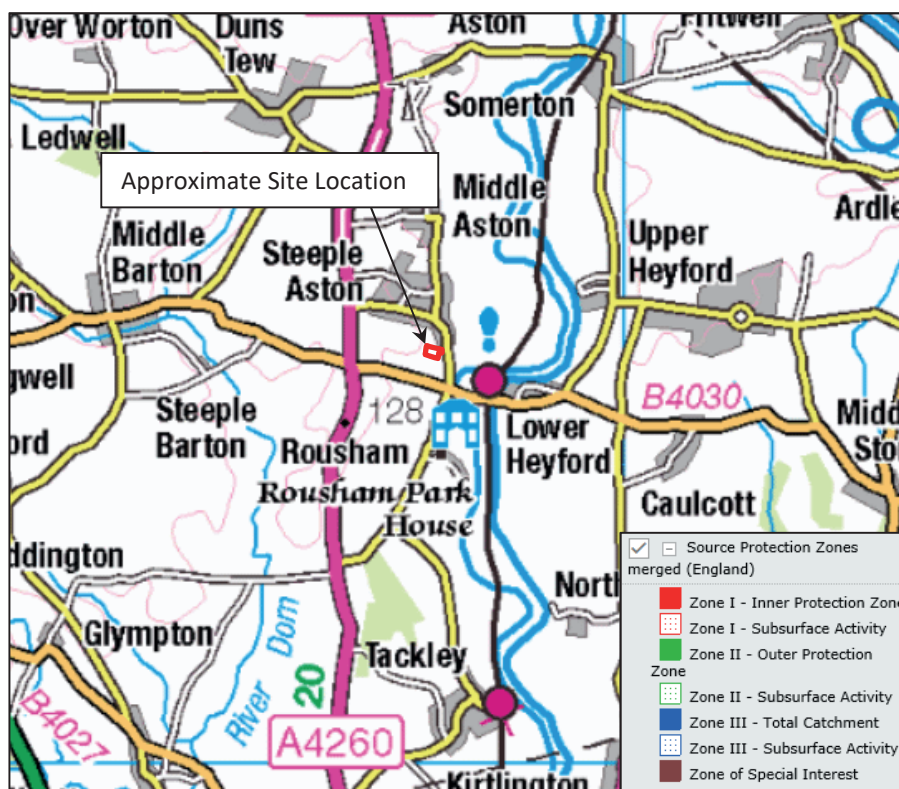 Over Worton
Duns
Tew
Aston
Fritwell
Ledwell
Somerton
Approximate Site Location
Middle
Aston
Ardle
Middle
Barton
Steeple
Aston
Upper
Heyford
on
gwell
Steeple
Barton
128
B4030
Midd
Sto
ord
Rousham
Lower
Heyford
Rousham Park
House
Caulcott
ddington
North
Glympton
River Dorn
Tackley
20
B4027
A4260
Kirtlington
Source Protection Zones
merged (England)
Zone I - Inner Protection Zone
Zone I - Subsurface Activity
Zone II - Outer Protection
Zone
Zone II - Subsurface Activity
Zone III - Total Catchment
Zone III - Subsurface Activity
Zone of Special Interest